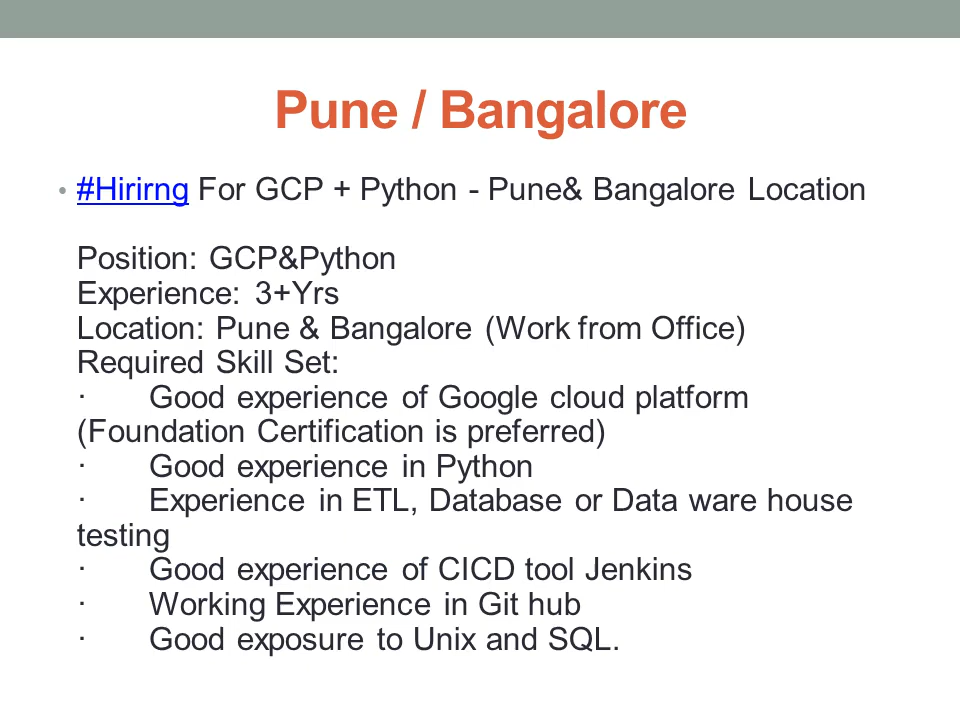 Pune / Bangalore
• #Hirirng For GCP + Python - Pune& Bangalore Location
Position: GCP&Python
Experience: 3+Yrs
Location: Pune & Bangalore (Work from Office)
Required Skill Set:
· Good experience of Google cloud platform
(Foundation Certification is preferred)
· Good experience in Python
· Experience in ETL, Database or Data ware house
testing
· Good experience of CICD tool Jenkins
· Working Experience in Git hub
· Good exposure to Unix and SQL.